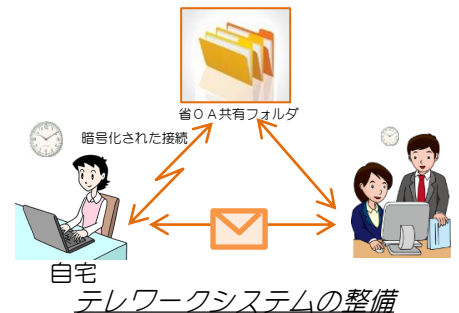 省ＯＡ共有フォルダ
暗号化された接続
自宅
テレワークシステムの整備